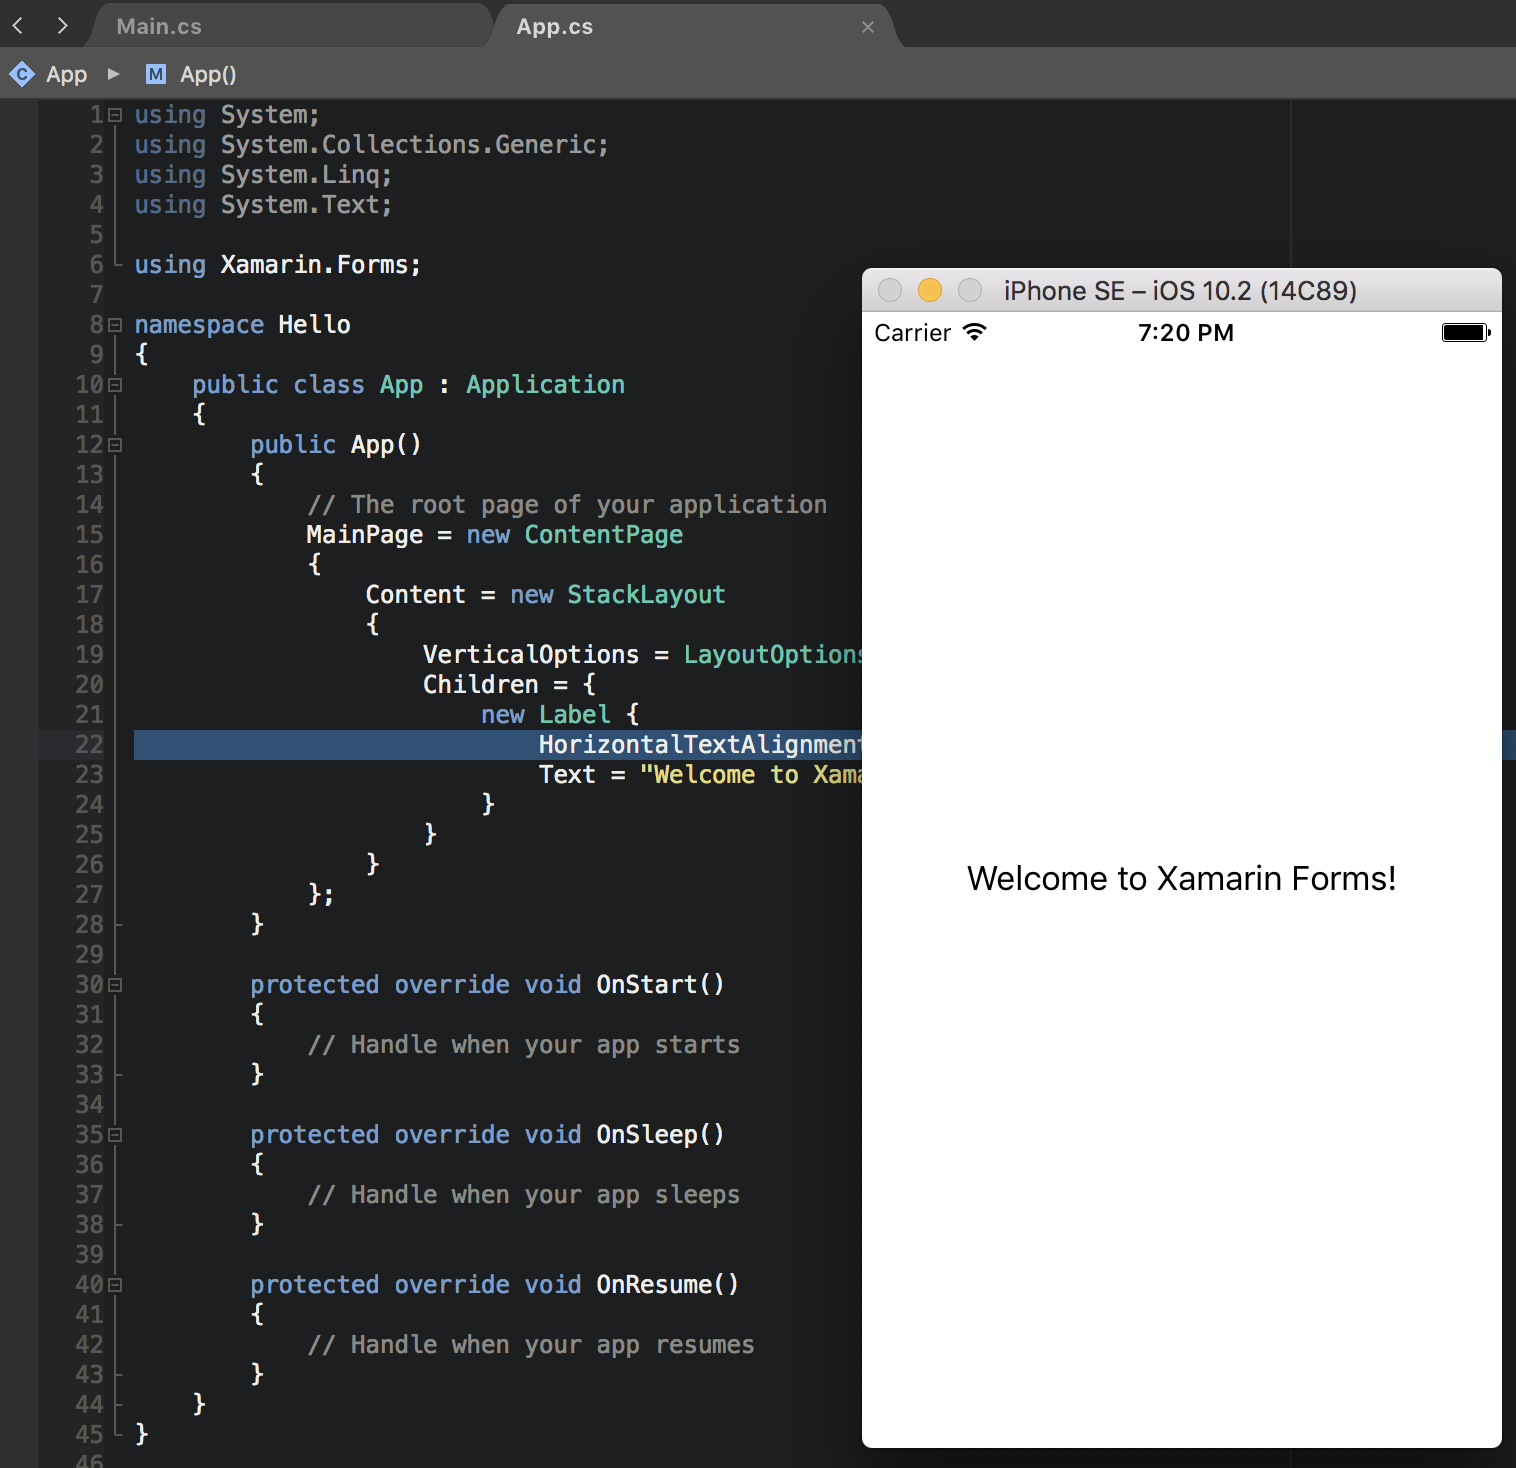 Main.cs
App.cs
App
M
App()
1 using System;
2 using System.Collections.Generic;
3 using System.Linq;
4 using System.Text;
5
6 using Xamarin.Forms;
7
8 namespace Hello
9 {
10 public class App : Application
11 {
12 public App()
13 {
14 // The root page of your application
15 MainPage = new ContentPage
16 {
17 Content = new StackLayout
18 {
19 VerticalOptions = LayoutOptions
20 Children = {
21 new Label {
22 HorizontalTextAlignment
23 Text = "Welcome to Xama
24 }
25 }
26 }
27 };
28 }
29
30 protected override void OnStart()
31 {
32 // Handle when your app starts
33 }
34
35 protected override void OnSleep()
36 {
37 // Handle when your app sleeps
38 }
39
40 protected override void OnResume()
41 {
42 // Handle when your app resumes
43 }
44 }
45 }
46
iPhone SE – iOS 10.2 (14C89)
Carrier 7:20 PM
Welcome to Xamarin Forms!